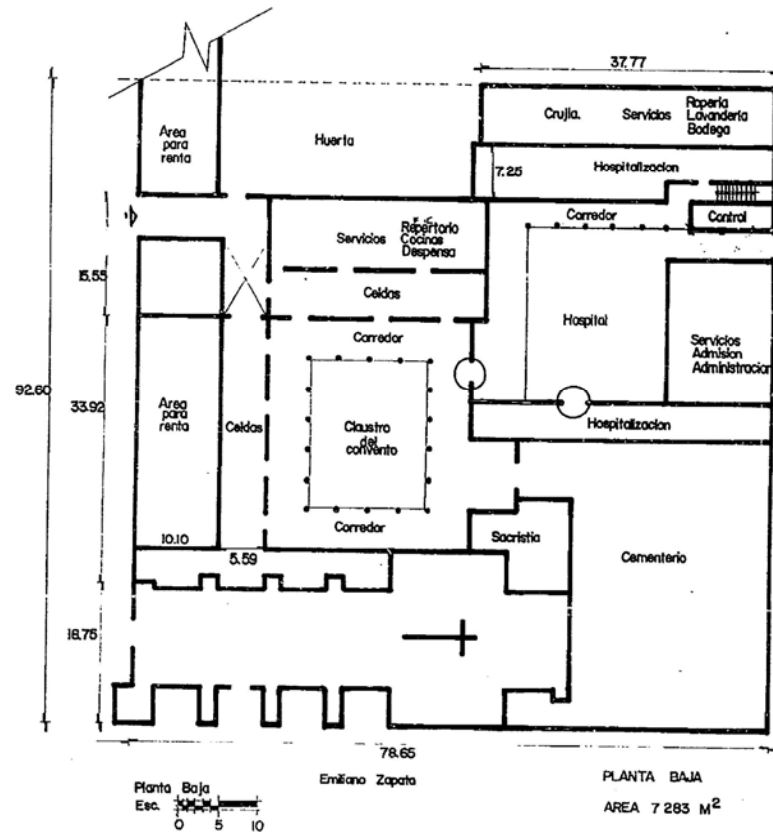 37.77
Crujia.
Servicios
Roperia
Lavanderia
Bodega
Area
para
renta
Huerta
7.25
Hospitalizacion
Corredor
Control
Servicios
Repertorio
Cocinas
Despensa
15.55
Celdas
Hospital
Corredor
Servicios
Admision
Administracion
92.60
33.92
Area
para
renta
Celdas
Claustro
del
convento
Hospitalizacion
Corredor
Sacristia
Cementerio
10.10
5.59
18.75
78.65
Planta Baja
Esc.
0 5 10
Emiliano Zapata
PLANTA BAJA
AREA 7 283 M²